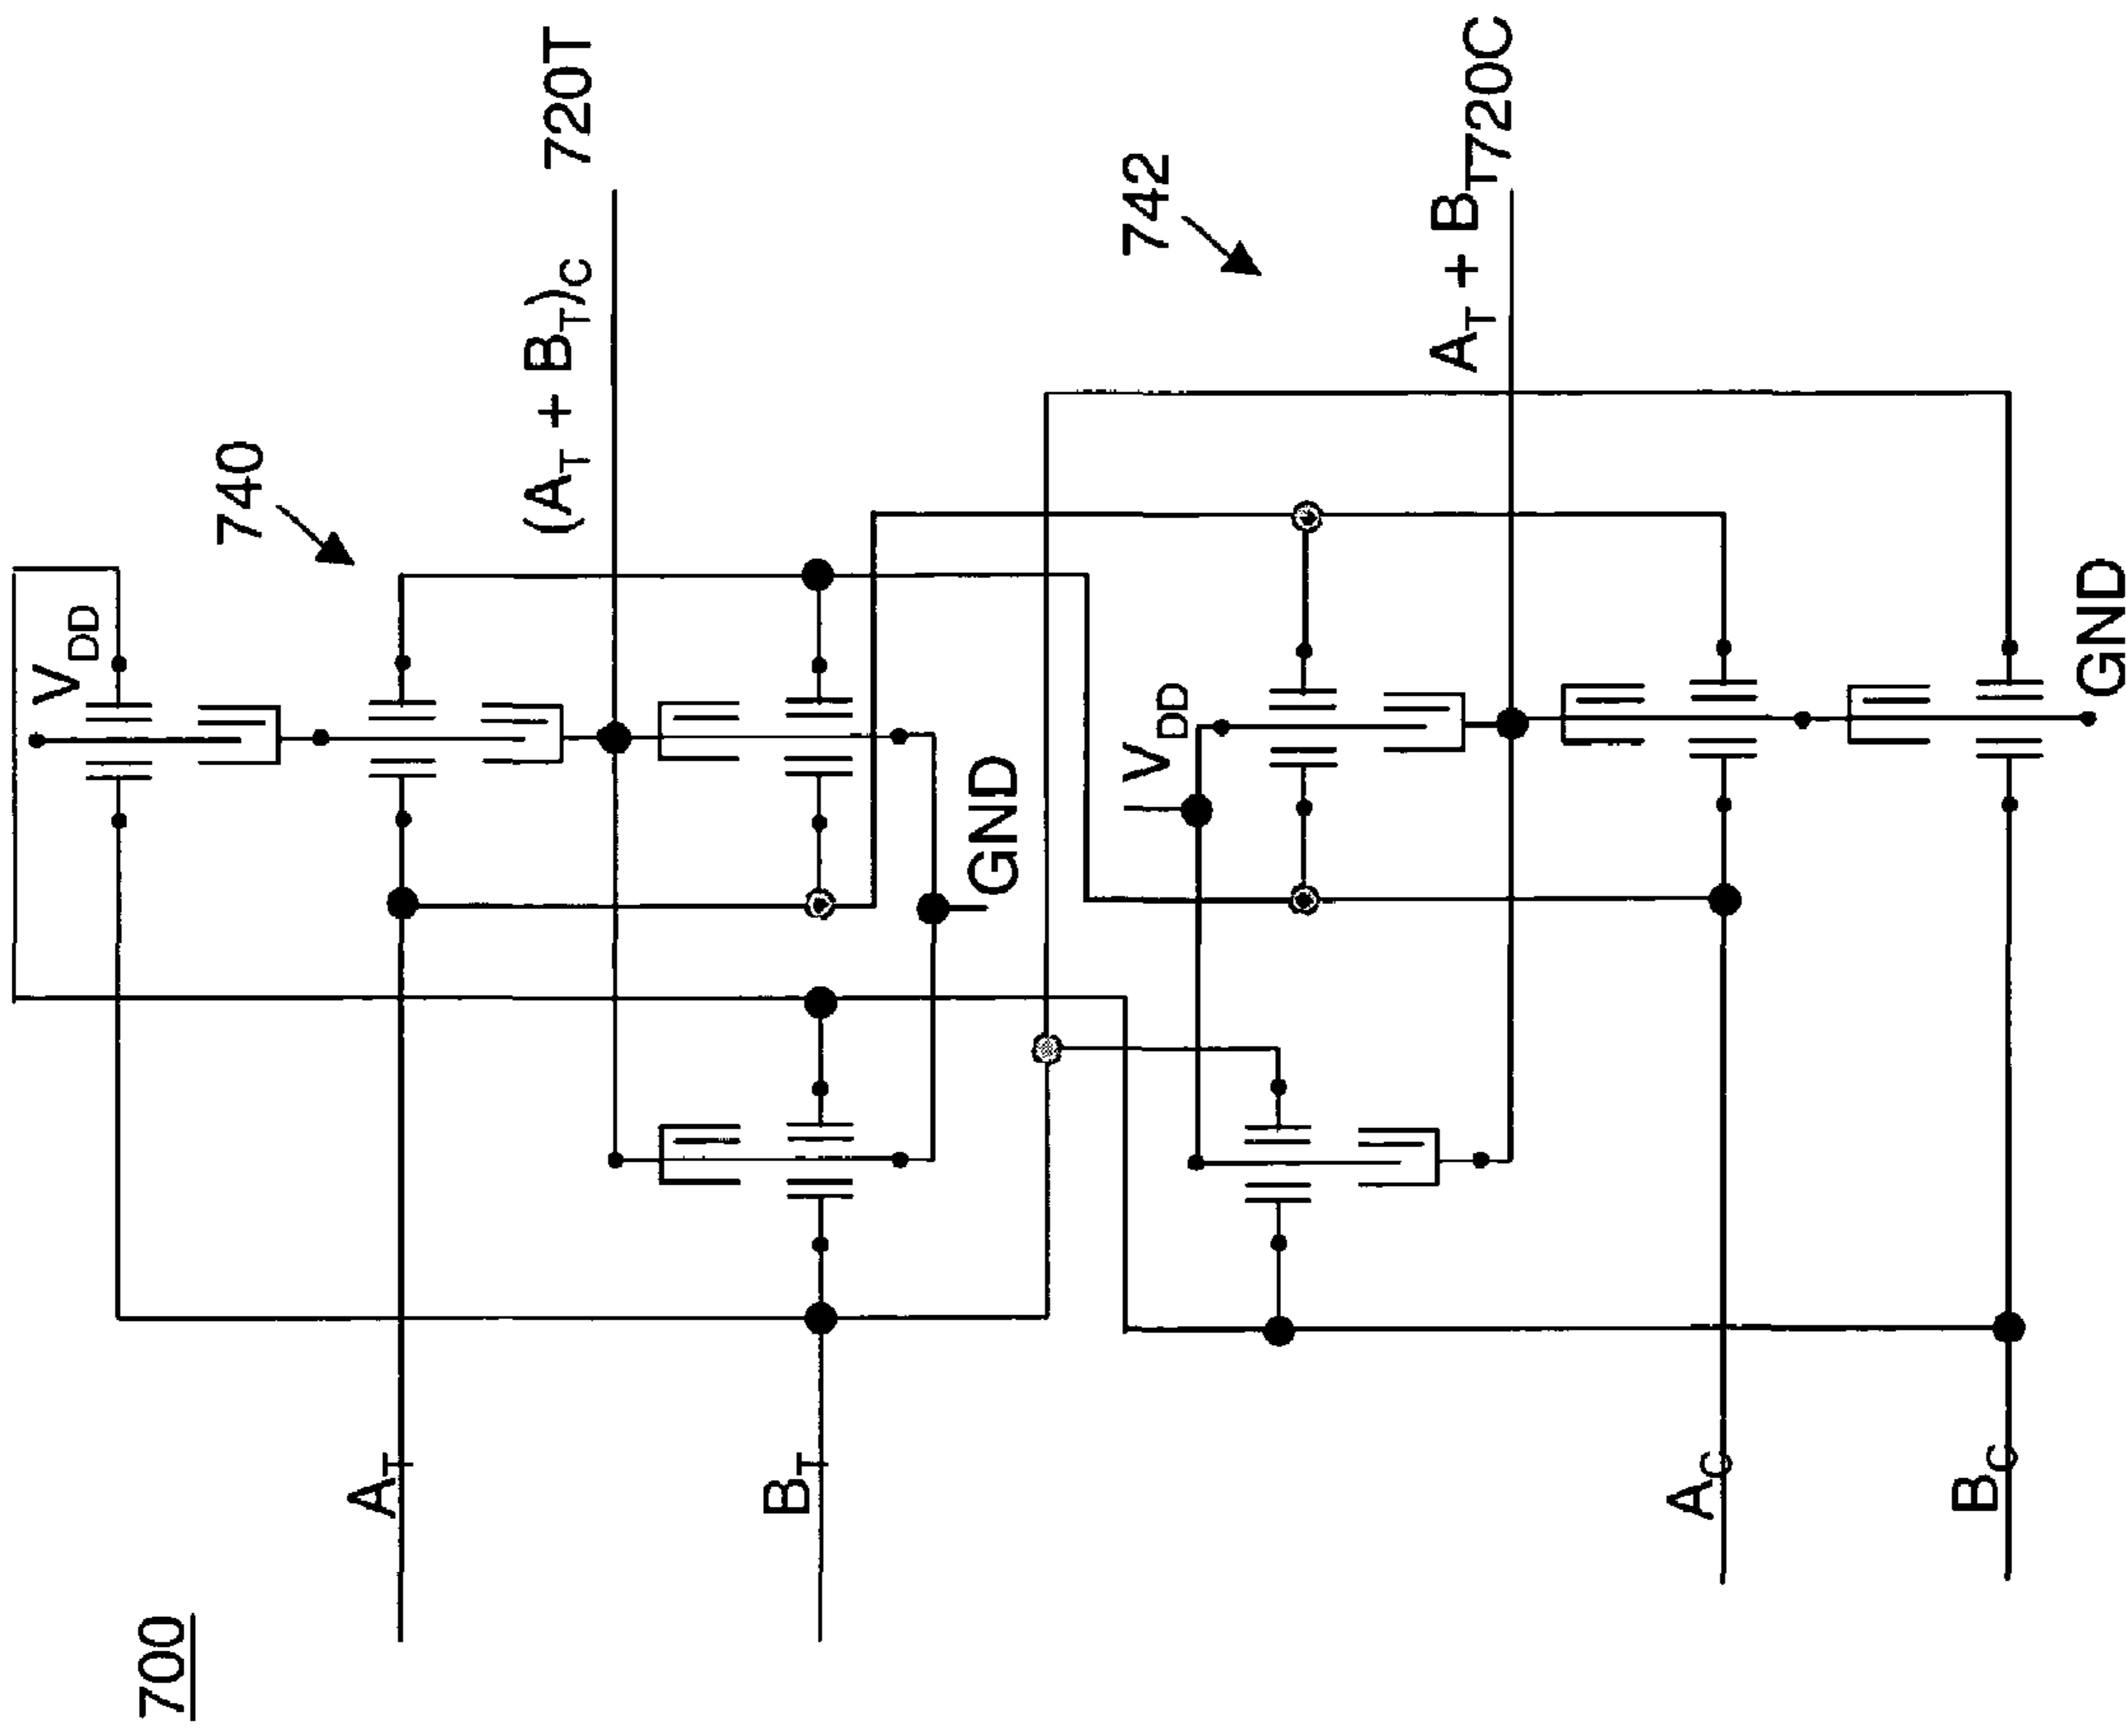 700
A_T
B_T
A_C
B_C
V_DD
740
(A_T + B_T)_C
720T
GND
V_DD
742
A_T + B_T 720C
GND